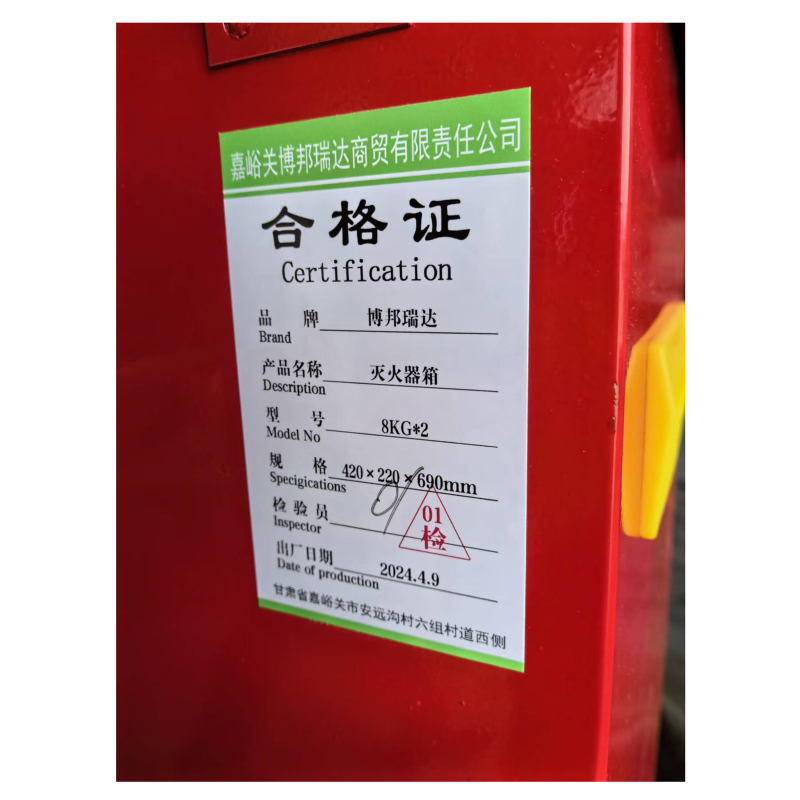 嘉峪关博邦瑞达商贸有限责任公司
合格证
Certification
品牌 博邦瑞达
Brand
产品名称 灭火器箱
Description
型号 8KG*2
Model No
规格 420×220×690mm
Specigications
检验员 01
Inspector
01
检
出厂日期 2024.4.9
Date of production
甘肃省嘉峪关市安远沟村六组村道西侧